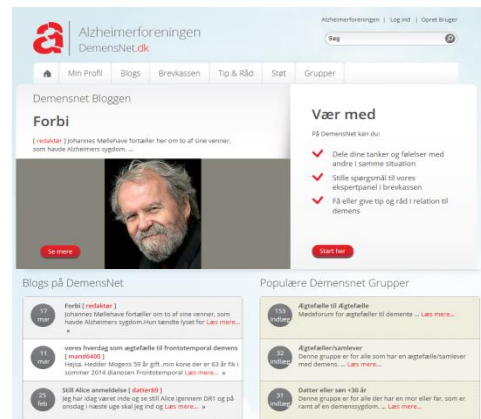 Alzheimerforeningen | Log ind | Opret Bruger
Alzheimerforeningen
DemensNet.dk
Søg
Min Profil Blogs Brevkassen Tip & Råd Støt Grupper
Demensnet Bloggen
Forbi
[ redaktør ] Johannes Møllehave fortæller her om to af sine venner,
som havde Alzheimers sygdom. ...
Se mere
Vær med
På DemensNet kan du:
Dele dine tanker og følelser med
andre i samme situation
Stille spørgsmål til vores
ekspertpanel i brevkassen
Få eller give tip og råd i relation til
demens
Start her
Blogs på DemensNet
17
mar
Forbi [ redaktør ]
Johannes Møllehave fortæller om to af sine venner, som
havde Alzheimers sygdom.Hun tændte lyset for Læs mere...
»
11
mar
vores hverdag som ægtefælle til frontotemporal demens
[ mand6408 ]
Hejsa. Hedder Mogens 59 år gift .min kone der er 63 år fik i
sommer 2014 dianosen Frontotemporal Læs mere... »
25
feb
Still Alice anmeldelse [ datter89 ]
Jeg har idag været inde og se still Alice igennem DR1 og på
onsdag i næste uge skal jeg ind og Læs mere... »
Populære Demensnet Grupper
153
indlæg
Ægtefælle til Ægtefælle
Mødeforum for ægtefæller til demente ... Læs mere...
32
indlæg
Ægtefæller/samlever
Denne gruppe er for alle som har en ægtefælle/samlever
med demens. ... Læs mere...
31
indlæg
Datter eller søn <30 år
Denne gruppe er for alle der har en mor eller far, som er
ramt af en demenssygdom. ... Læs mere...